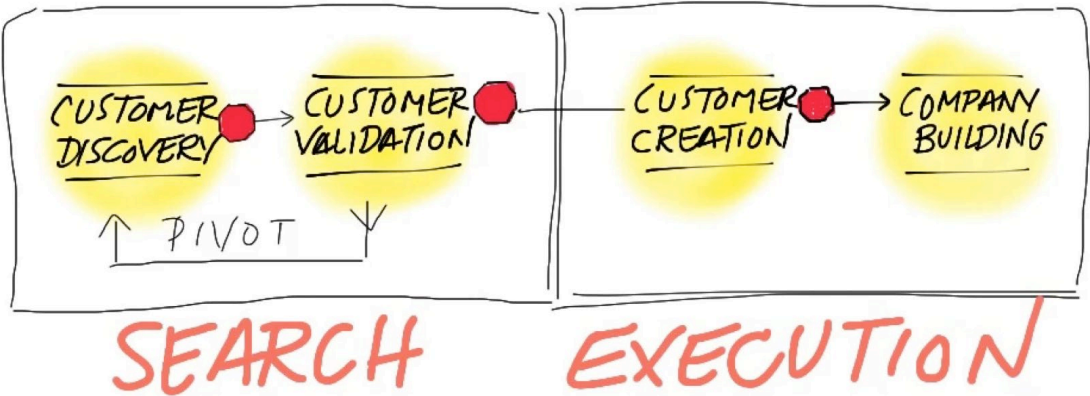 CUSTOMER
DISCOVERY
CUSTOMER
VALIDATION
CUSTOMER
CREATION
COMPANY
BUILDING
PIVOT
SEARCH
EXECUTION